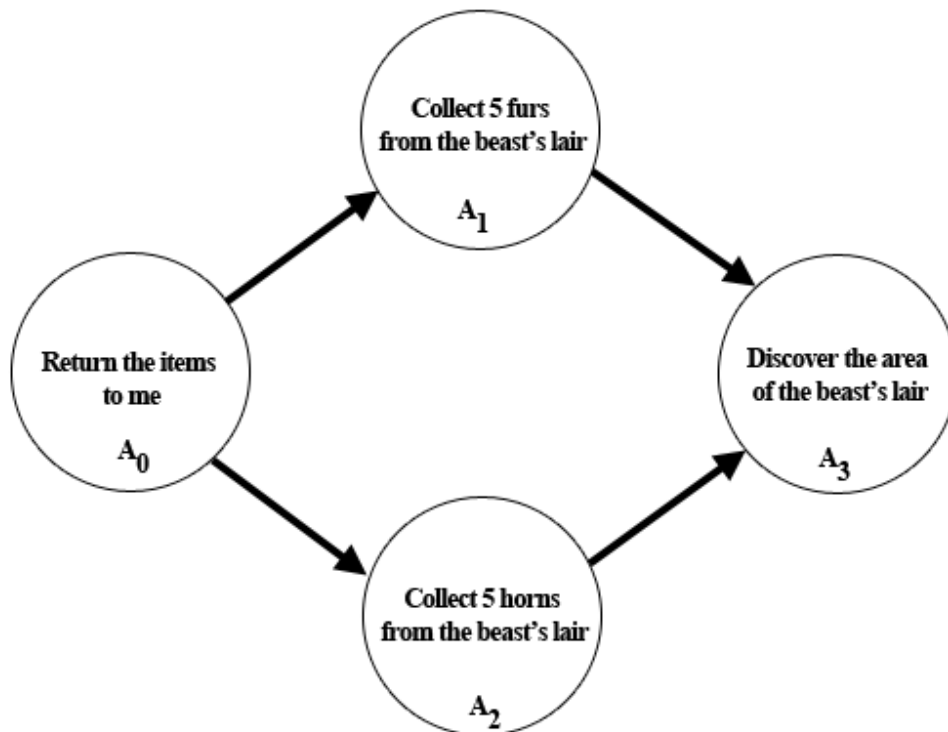 Collect 5 furs
from the beast’s lair
A1
Return the items
to me
A0
Discover the area
of the beast’s lair
A3
Collect 5 horns
from the beast’s lair
A2